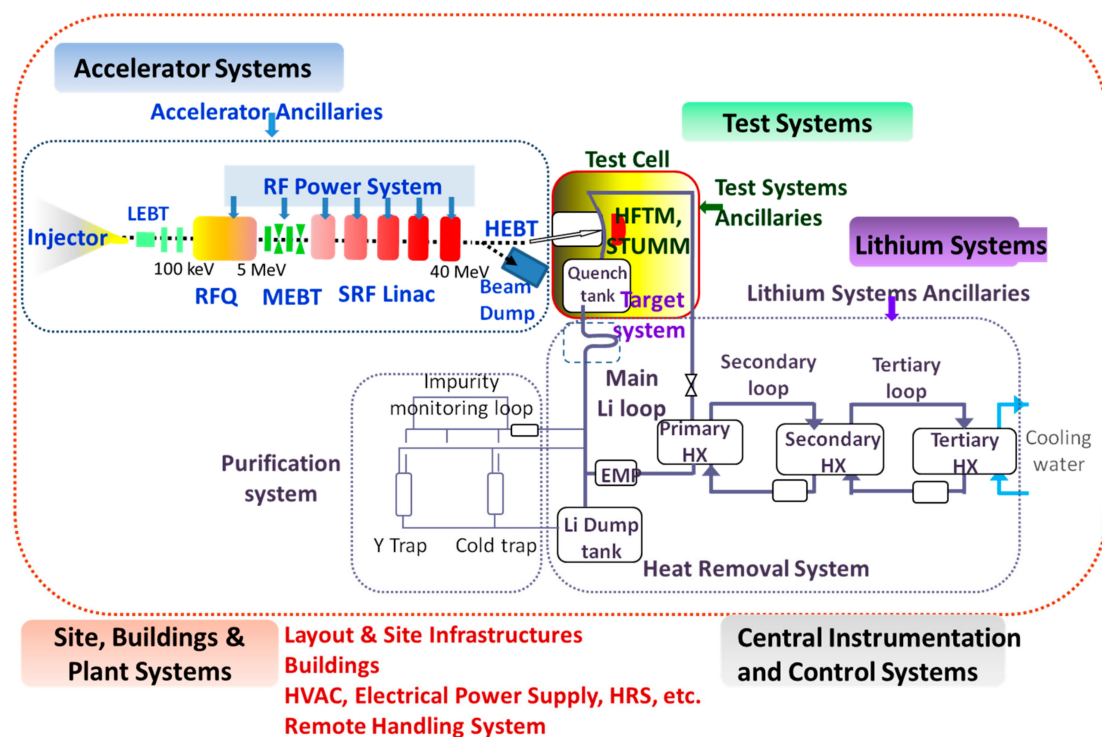 Accelerator Systems
Accelerator Ancillaries
Test Systems
Test Cell
RF Power System
Test Systems
Ancillaries
LEBT
Injector
HEBT
HFTM,
STUMM
Lithium Systems
100 keV
5 MeV
40 MeV
RFQ
MEBT
SRF Linac
Beam
Dump
Quench
tank
Target
system
Lithium Systems Ancillaries
Impurity
monitoring loop
Main
Li loop
Secondary
loop
Tertiary
loop
Primary
HX
Secondary
HX
Tertiary
HX
Cooling
water
Purification
system
EMP
Y Trap
Cold trap
Li Dump
tank
Heat Removal System
Site, Buildings &
Plant Systems
Layout & Site Infrastructures
Buildings
HVAC, Electrical Power Supply, HRS, etc.
Remote Handling System
Central Instrumentation
and Control Systems